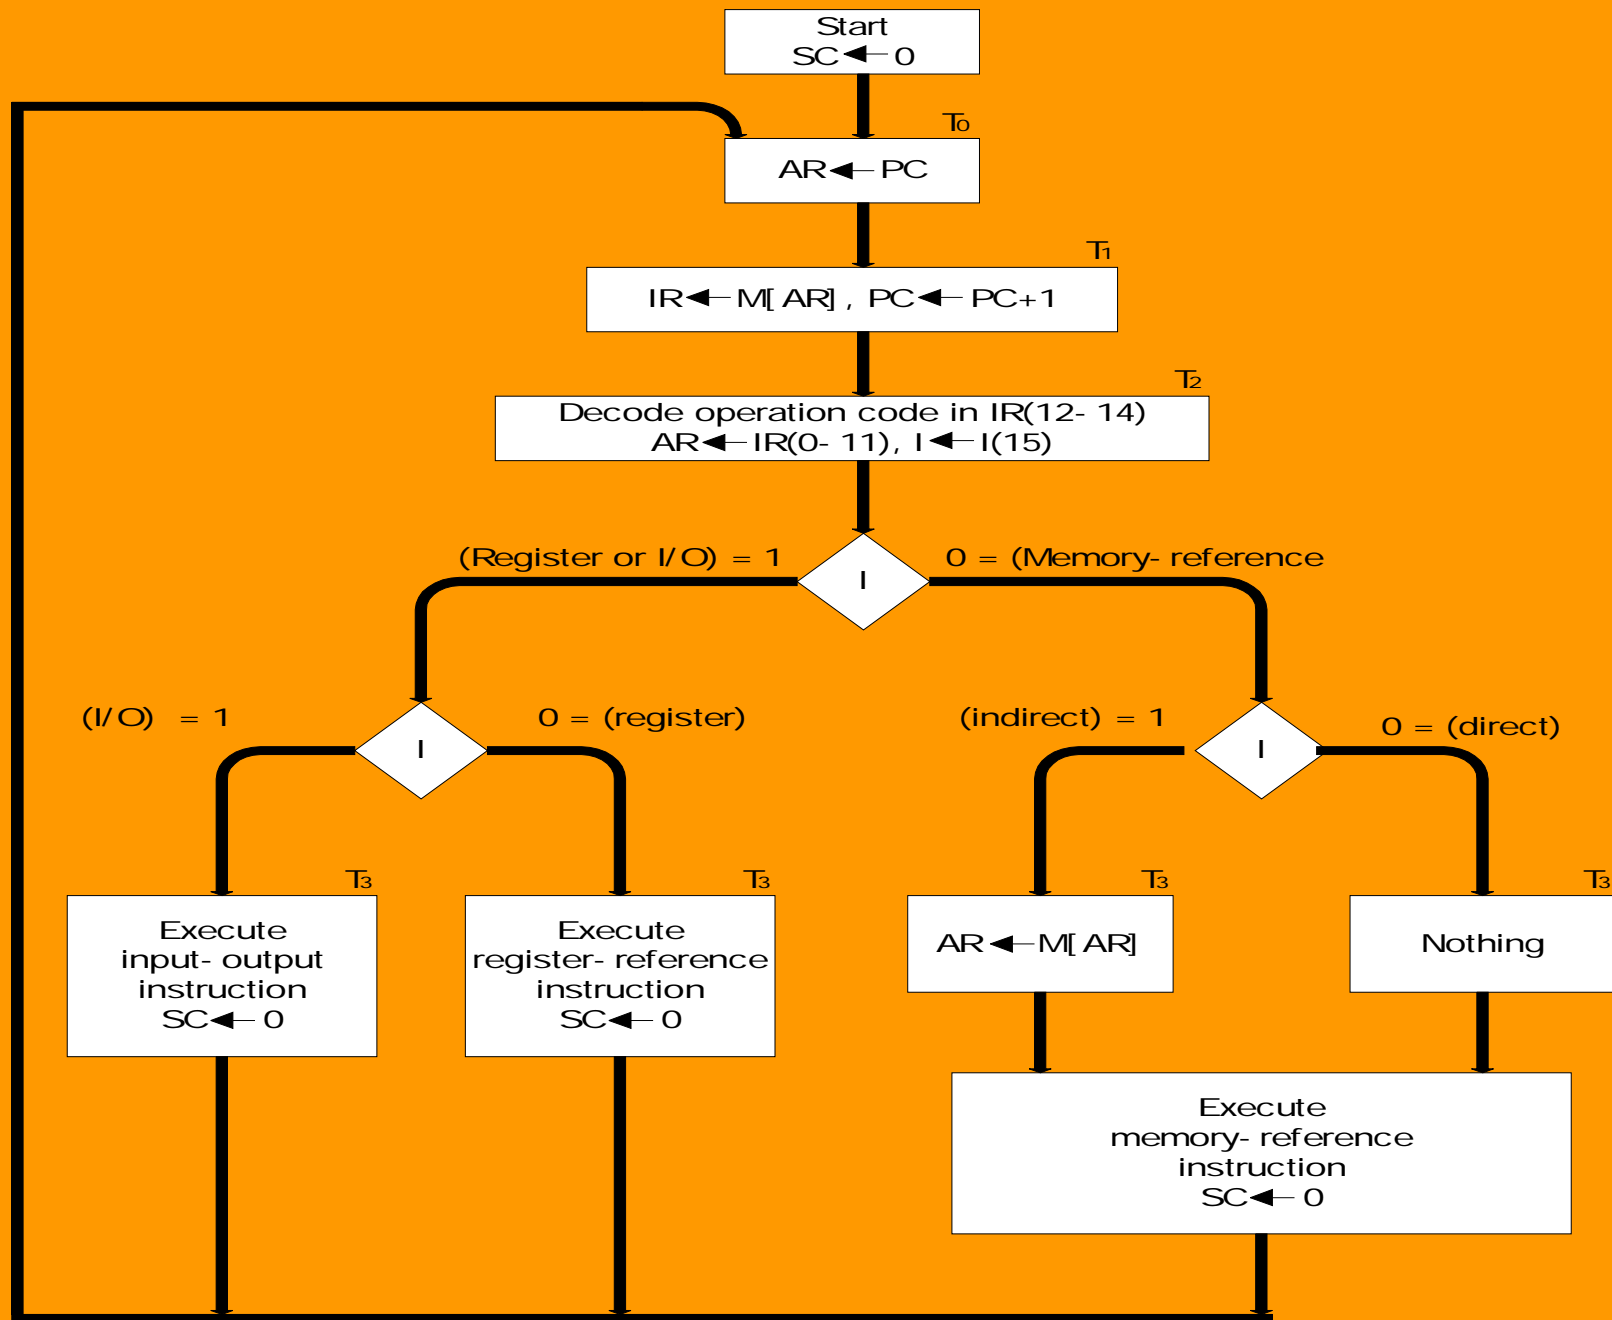 Start
SC ← 0
T0
AR ← PC
T1
IR ← M[AR], PC ← PC+1
T2
Decode operation code in IR(12-14)
AR ← IR(0-11), I ← I(15)
(Register or I/O) = 1
I
0 = (Memory-reference
(I/O) = 1
I
0 = (register)
(indirect) = 1
I
0 = (direct)
T3
T3
T3
T3
Execute
input-output
instruction
SC ← 0
Execute
register-reference
instruction
SC ← 0
AR ← M[AR]
Nothing
Execute
memory-reference
instruction
SC ← 0